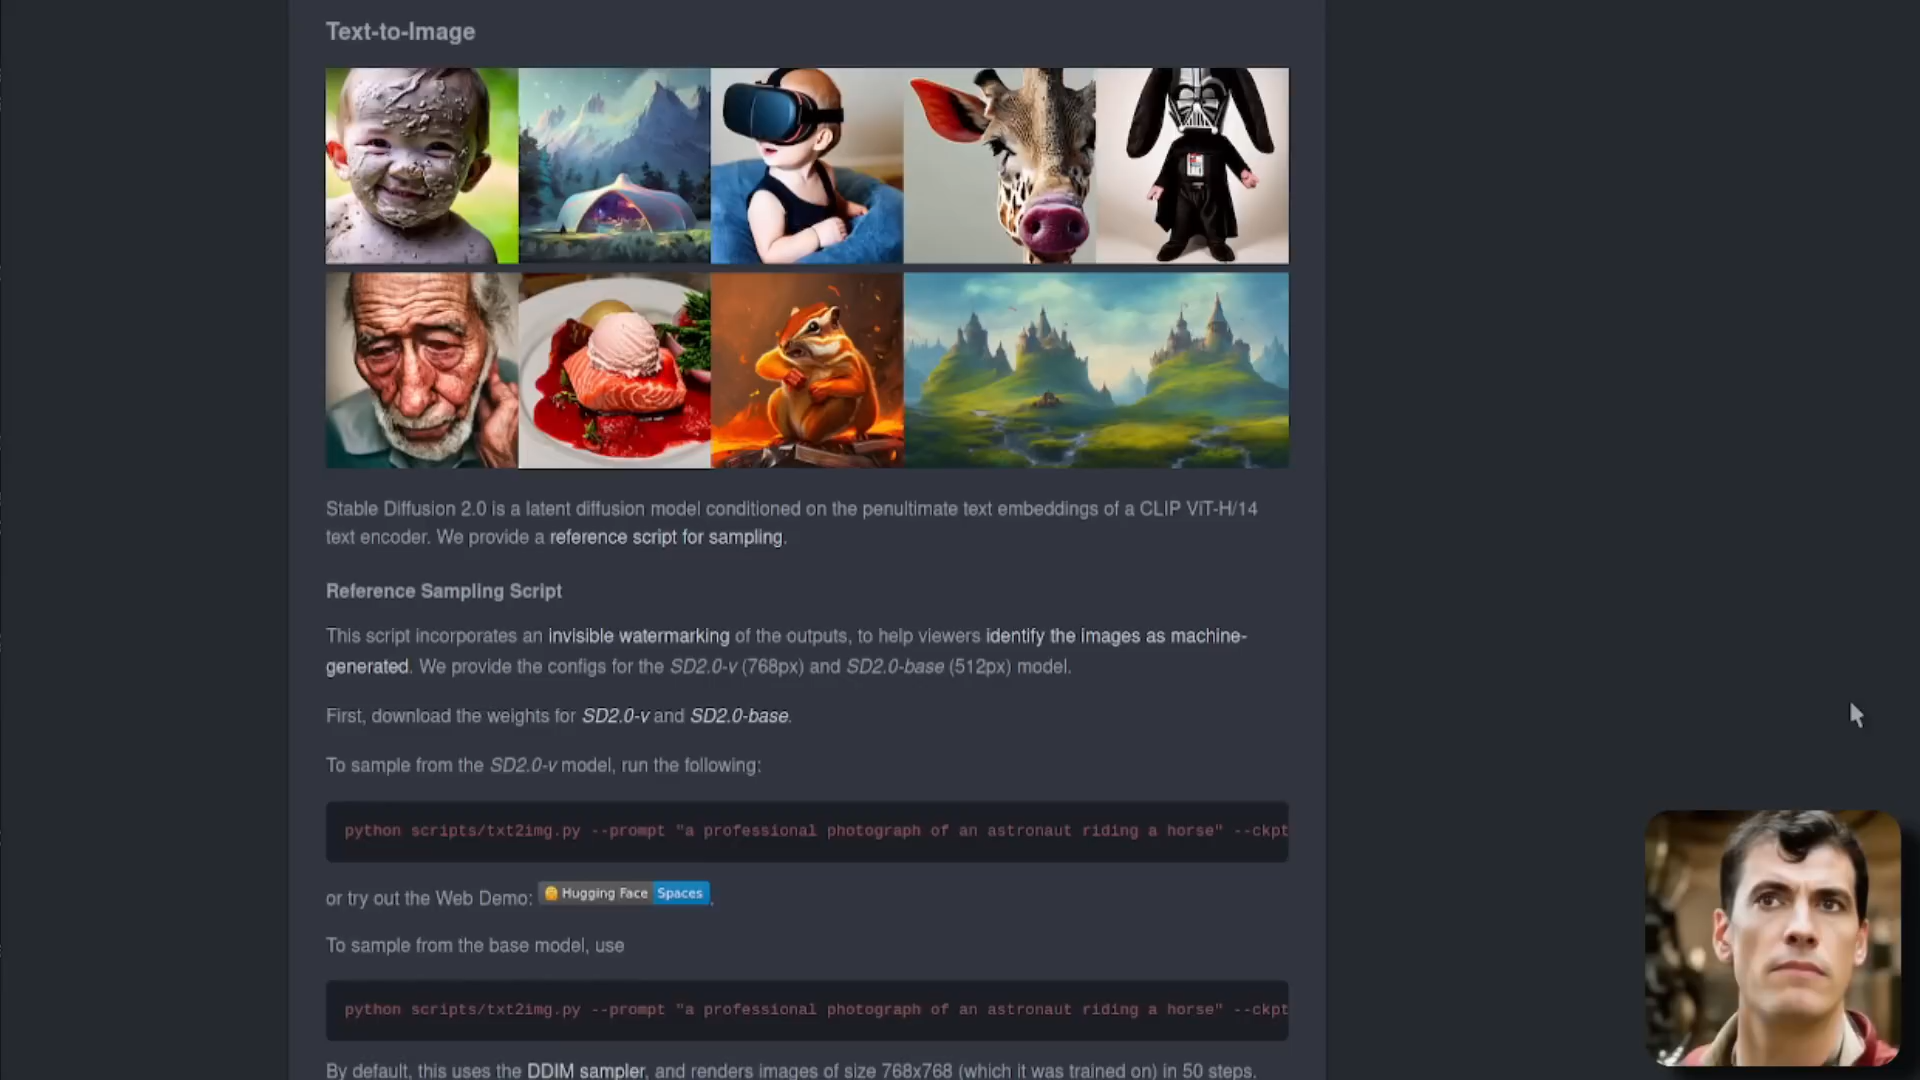 Text-to-Image
Stable Diffusion 2.0 is a latent diffusion model conditioned on the penultimate text embeddings of a CLIP ViT-H/14
text encoder. We provide a reference script for sampling.
Reference Sampling Script
This script incorporates an invisible watermarking of the outputs, to help viewers identify the images as machine-
generated. We provide the configs for the SD2.0-v (768px) and SD2.0-base (512px) model.
First, download the weights for SD2.0-v and SD2.0-base.
To sample from the SD2.0-v model, run the following:
python scripts/txt2img.py --prompt "a professional photograph of an astronaut riding a horse" --ckpt
or try out the Web Demo: Hugging Face Spaces.
To sample from the base model, use
python scripts/txt2img.py --prompt "a professional photograph of an astronaut riding a horse" --ckpt
By default, this uses the DDIM sampler, and renders images of size 768x768 (which it was trained on) in 50 steps.